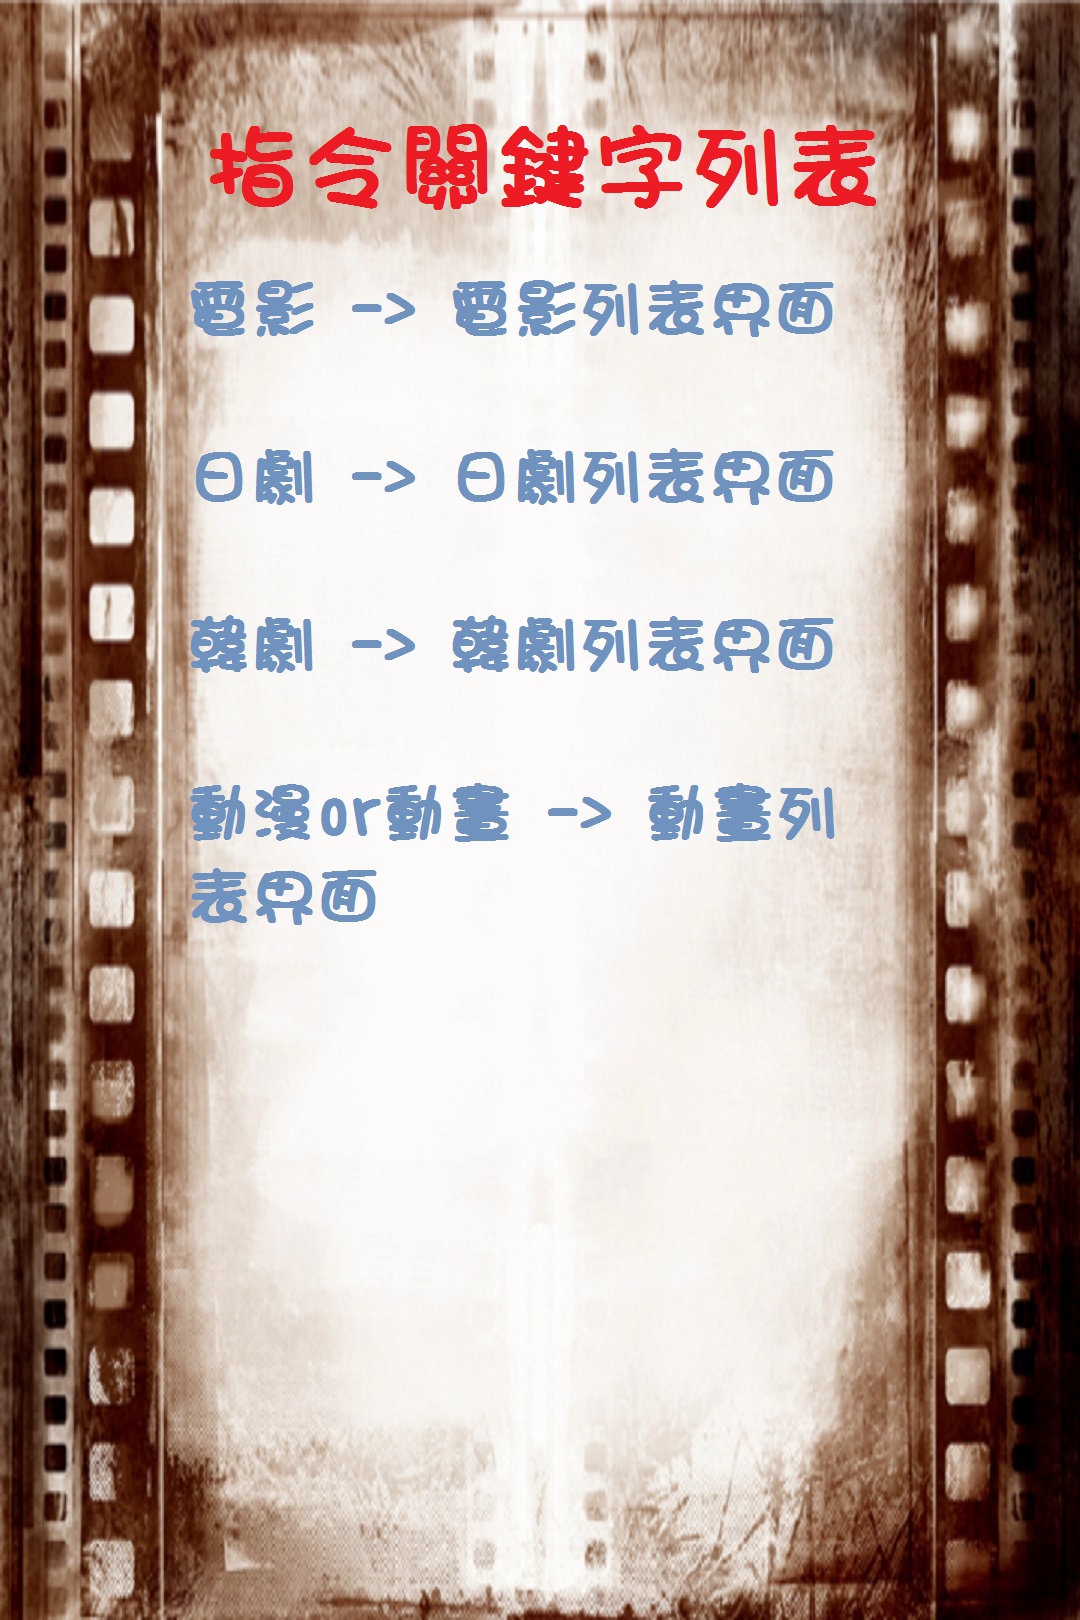 指令關鍵字列表
電影 -> 電影列表界面
日劇 -> 日劇列表界面
韓劇 -> 韓劇列表界面
動漫or動畫 -> 動畫列
表界面